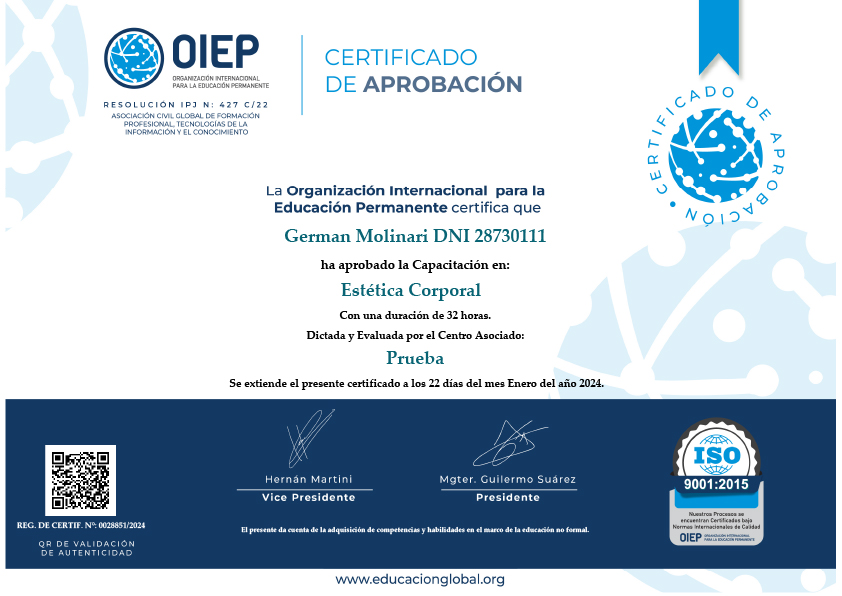 OIEP
ORGANIZACIÓN INTERNACIONAL
PARA LA EDUCACIÓN PERMANENTE
RESOLUCIÓN IPJ N: 427 C/22
ASOCIACIÓN CIVIL GLOBAL DE FORMACIÓN
PROFESIONAL, TECNOLOGÍAS DE LA
INFORMACIÓN Y EL CONOCIMIENTO
CERTIFICADO
DE APROBACIÓN
CERTIFICADO DE APROBACIÓN
La Organización Internacional para la
Educación Permanente certifica que
German Molinari DNI 28730111
ha aprobado la Capacitación en:
Estética Corporal
Con una duración de 32 horas.
Dictada y Evaluada por el Centro Asociado:
Prueba
Se extiende el presente certificado a los 22 días del mes Enero del año 2024.
Hernán Martini
Vice Presidente
Mgter. Guilermo Suárez
Presidente
ISO
9001:2015
Nuestros Procesos se
encuentran Certificados bajo
Normas Internacionales de Calidad
OIEP
ORGANIZACIÓN INTERNACIONAL
PARA LA EDUCACIÓN PERMANENTE
REG. DE CERTIF. Nº: 0028851/2024
QR DE VALIDACIÓN
DE AUTENTICIDAD
El presente da cuenta de la adquisición de competencias y habilidades en el marco de la educación no formal.
www.educacionglobal.org